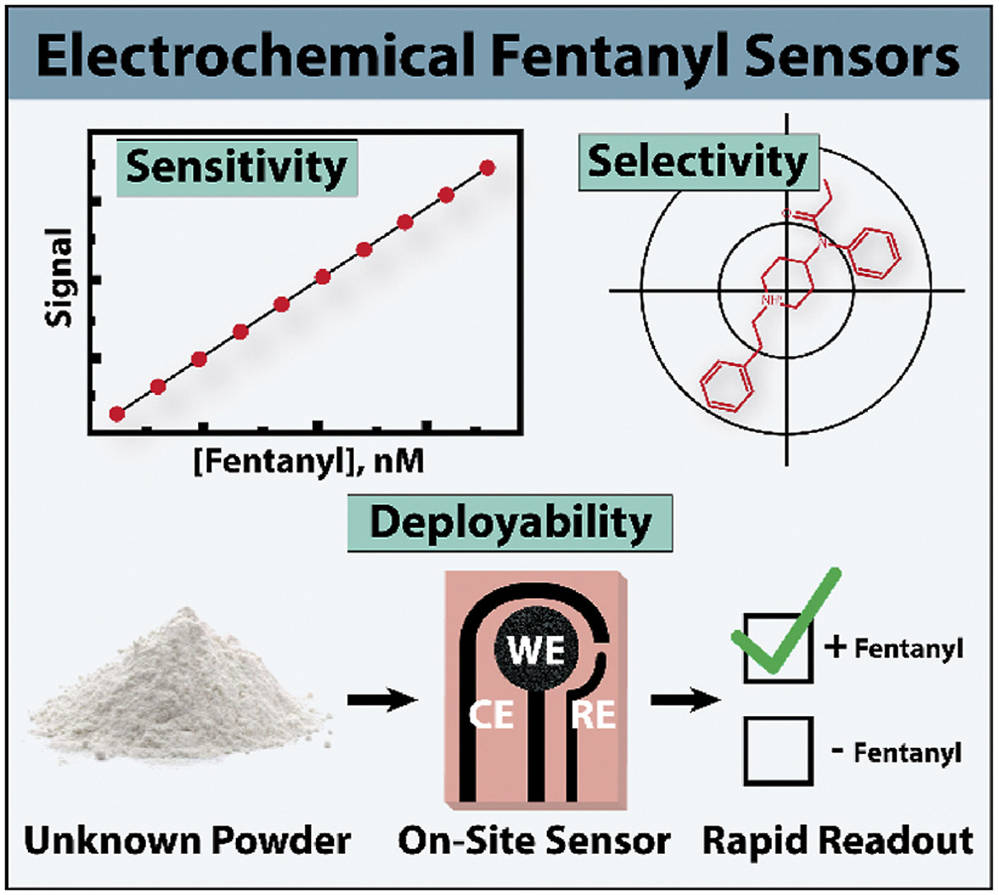 Electrochemical Fentanyl Sensors
Sensitivity
Signal
[Fentanyl], nM
Selectivity
O
N
NH⁺
Deployability
WE
CE
RE
+ Fentanyl
- Fentanyl
Unknown Powder
On-Site Sensor
Rapid Readout